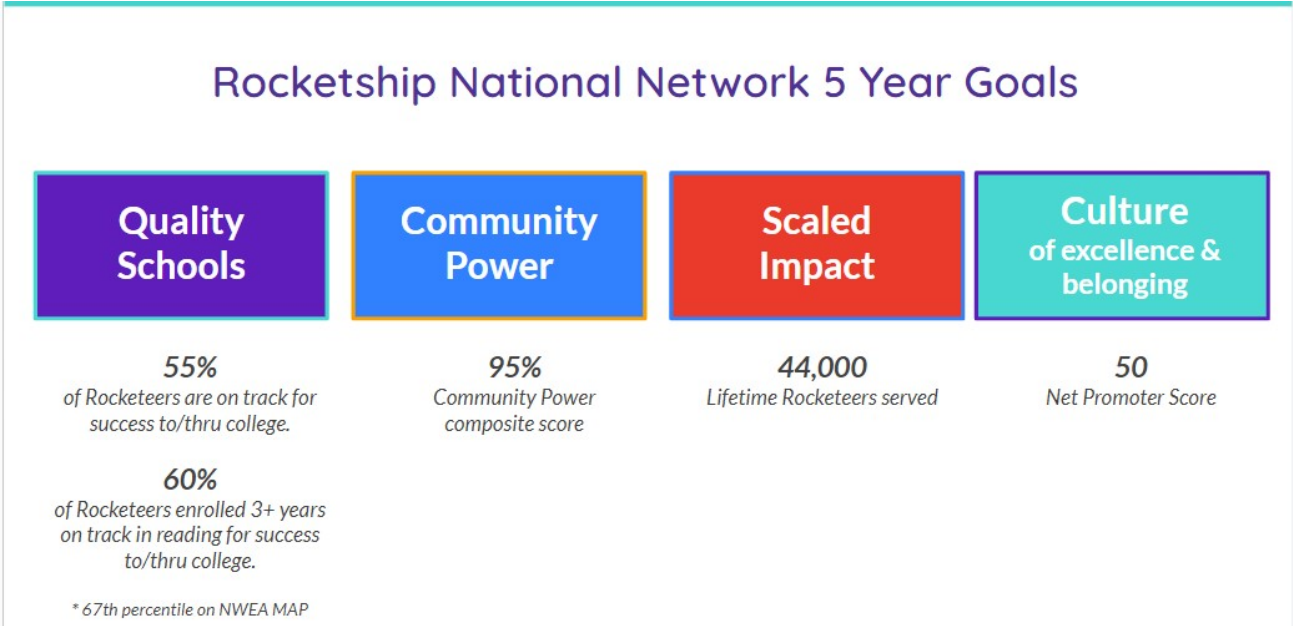 Rocketship National Network 5 Year Goals
Quality
Schools
55%
of Rocketeers are on track for
success to/thru college.
60%
of Rocketeers enrolled 3+ years
on track in reading for success
to/thru college.
* 67th percentile on NWEA MAP
Community
Power
95%
Community Power
composite score
Scaled
Impact
44,000
Lifetime Rocketeers served
Culture
of excellence &
belonging
50
Net Promoter Score